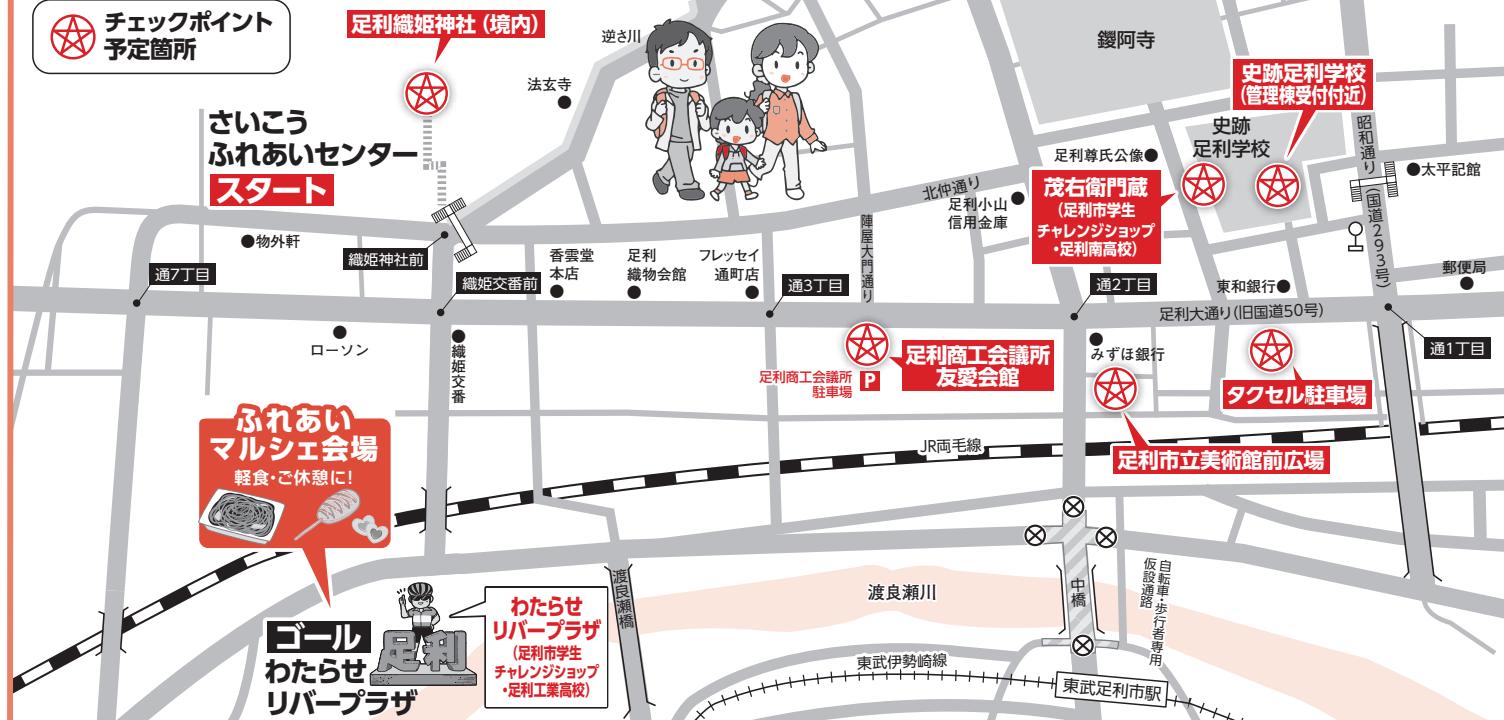 チェックポイント
予定箇所
足利織姫神社(境内)
逆さ川
法玄寺
鑁阿寺
史跡足利学校
(管理棟受付付近)
さいこう
ふれあいセンター
スタート
史跡
足利学校
昭和通り(国道293号)
太平記館
足利尊氏公像
茂右衛門蔵
(足利市学生
チャレンジショップ
・足利南高校)
北仲通り
足利小山
信用金庫
陣屋大門通り
物外軒
織姫神社前
香雲堂
本店
足利
織物会館
フレッセイ
通町店
通7丁目
織姫交番前
通3丁目
通2丁目
東和銀行
郵便局
足利大通り(旧国道50号)
通1丁目
ローソン
織姫交番
足利商工会議所
友愛会館
足利商工会議所
駐車場
P
みずほ銀行
タクセル駐車場
足利市立美術館前広場
JR両毛線
ふれあい
マルシェ会場
軽食・ご休憩に!
渡良瀬橋
渡良瀬川
中橋
自転車・歩行者専用
仮設通路
ゴール
わたらせ
リバープラザ
足利
わたらせ
リバープラザ
(足利市学生
チャレンジショップ
・足利工業高校)
東武伊勢崎線
東武足利市駅